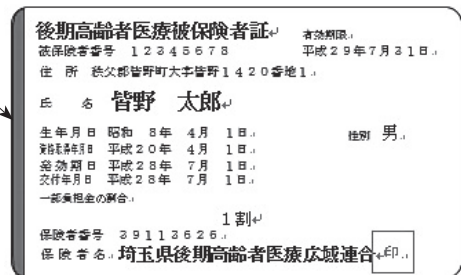 後期高齢者医療被保険者証
有効期限
被保険者番号 12345678 平成29年7月31日
住所 秩父郡皆野町大字皆野1420番地1
氏名 皆野 太郎
生年月日 昭和 8年 4月 1日 性別 男
資格取得年月日 平成20年 4月 1日
発効期日 平成28年 7月 1日
交付年月日 平成28年 7月 1日
一部負担金の割合
1割
保険者番号 39113626
保険者名 埼玉県後期高齢者医療広域連合 印